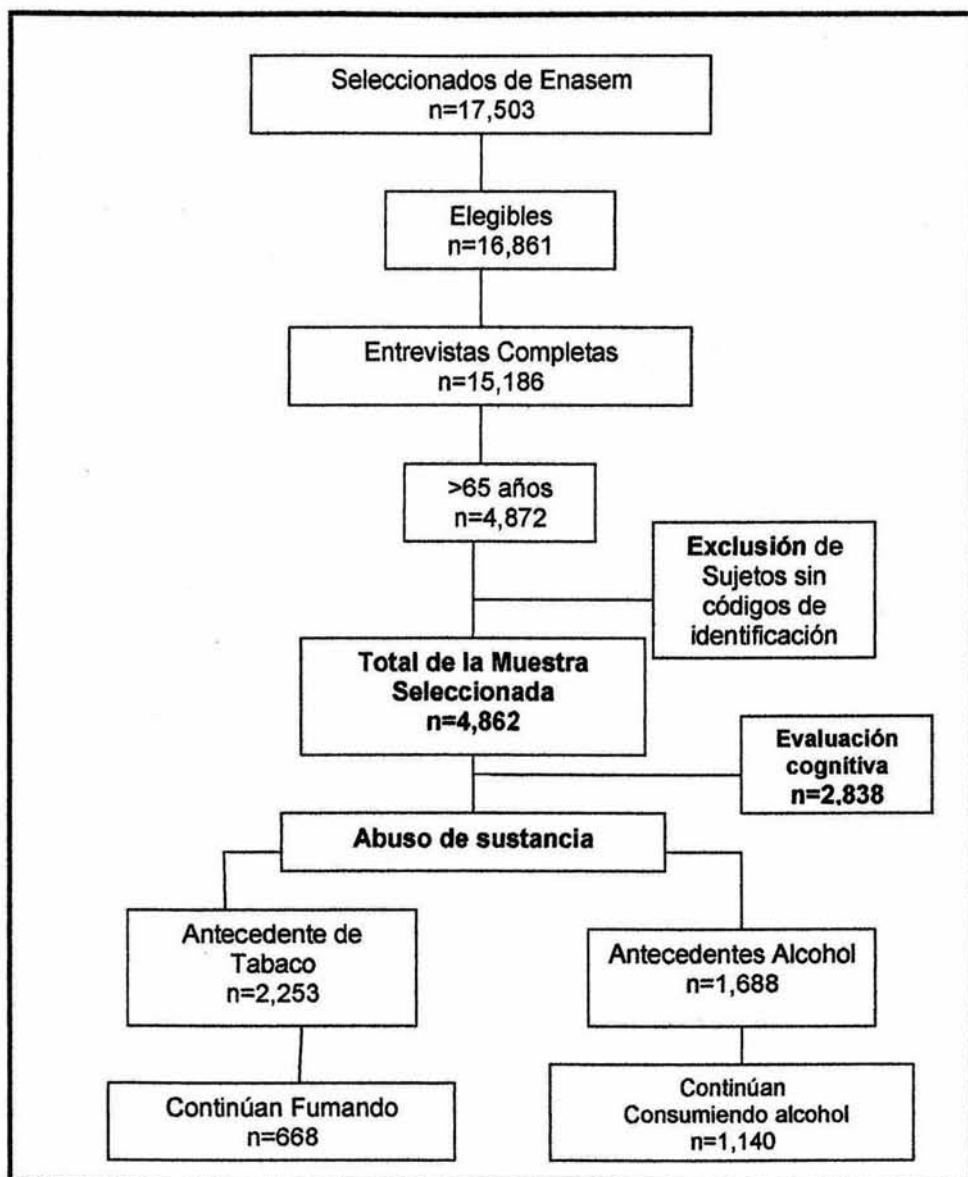 Seleccionados de Enasem
n=17,503
Elegibles
n=16,861
Entrevistas Completas
n=15,186
>65 años
n=4,872
Exclusión de
Sujetos sin
códigos de
identificación
Total de la Muestra
Seleccionada
n=4,862
Evaluación
cognitiva
n=2,838
Abuso de sustancia
Antecedente de
Tabaco
n=2,253
Antecedentes Alcohol
n=1,688
Continúan Fumando
n=668
Continúan
Consumiendo alcohol
n=1,140